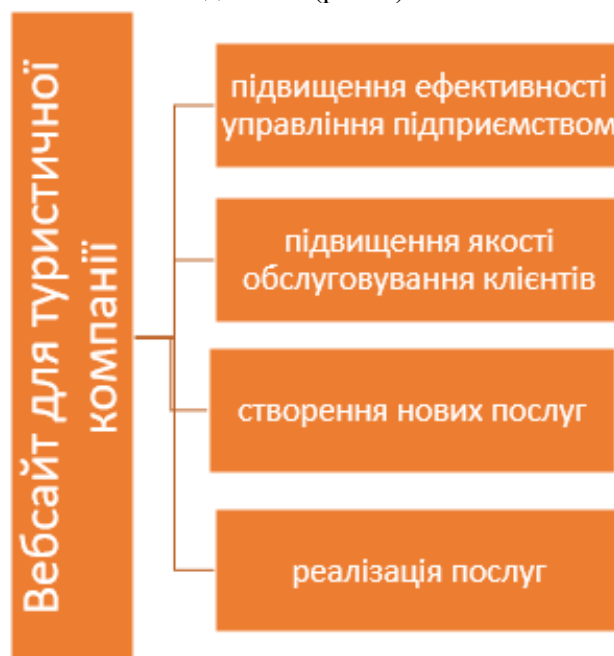 Вебсайт для туристичної
компанії
підвищення ефективності
управління підприємством
підвищення якості
обслуговування клієнтів
створення нових послуг
реалізація послуг